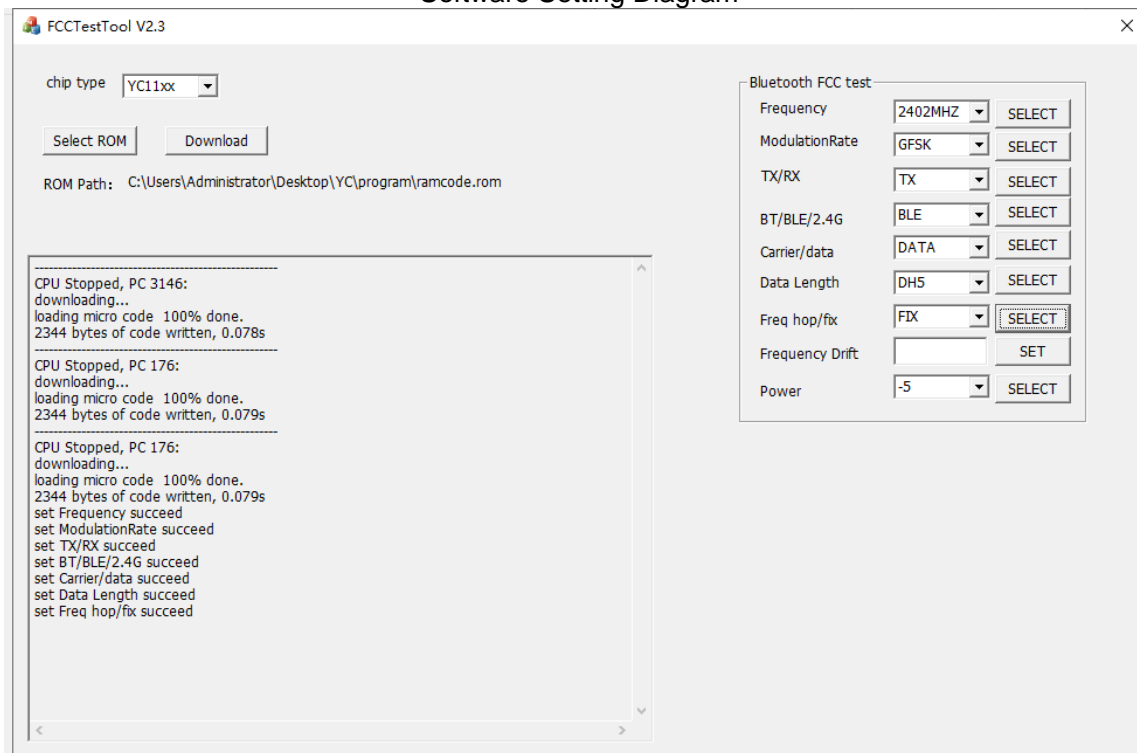 Software Setting Diagram
FCCTestTool V2.3
chip type YC11xx
Select ROM Download
ROM Path: C:\Users\Administrator\Desktop\YC\program\ramcode.rom
Bluetooth FCC test
Frequency 2402MHZ SELECT
ModulationRate GFSK SELECT
TX/RX TX SELECT
BT/BLE/2.4G BLE SELECT
Carrier/data DATA SELECT
Data Length DH5 SELECT
Freq hop/fix FIX SELECT
Frequency Drift SET
Power -5 SELECT
----------------------------------------------------
CPU Stopped, PC 3146:
downloading...
loading micro code 100% done.
2344 bytes of code written, 0.078s
----------------------------------------------------
CPU Stopped, PC 176:
downloading...
loading micro code 100% done.
2344 bytes of code written, 0.079s
----------------------------------------------------
CPU Stopped, PC 176:
downloading...
loading micro code 100% done.
2344 bytes of code written, 0.079s
set Frequency succeed
set ModulationRate succeed
set TX/RX succeed
set BT/BLE/2.4G succeed
set Carrier/data succeed
set Data Length succeed
set Freq hop/fix succeed